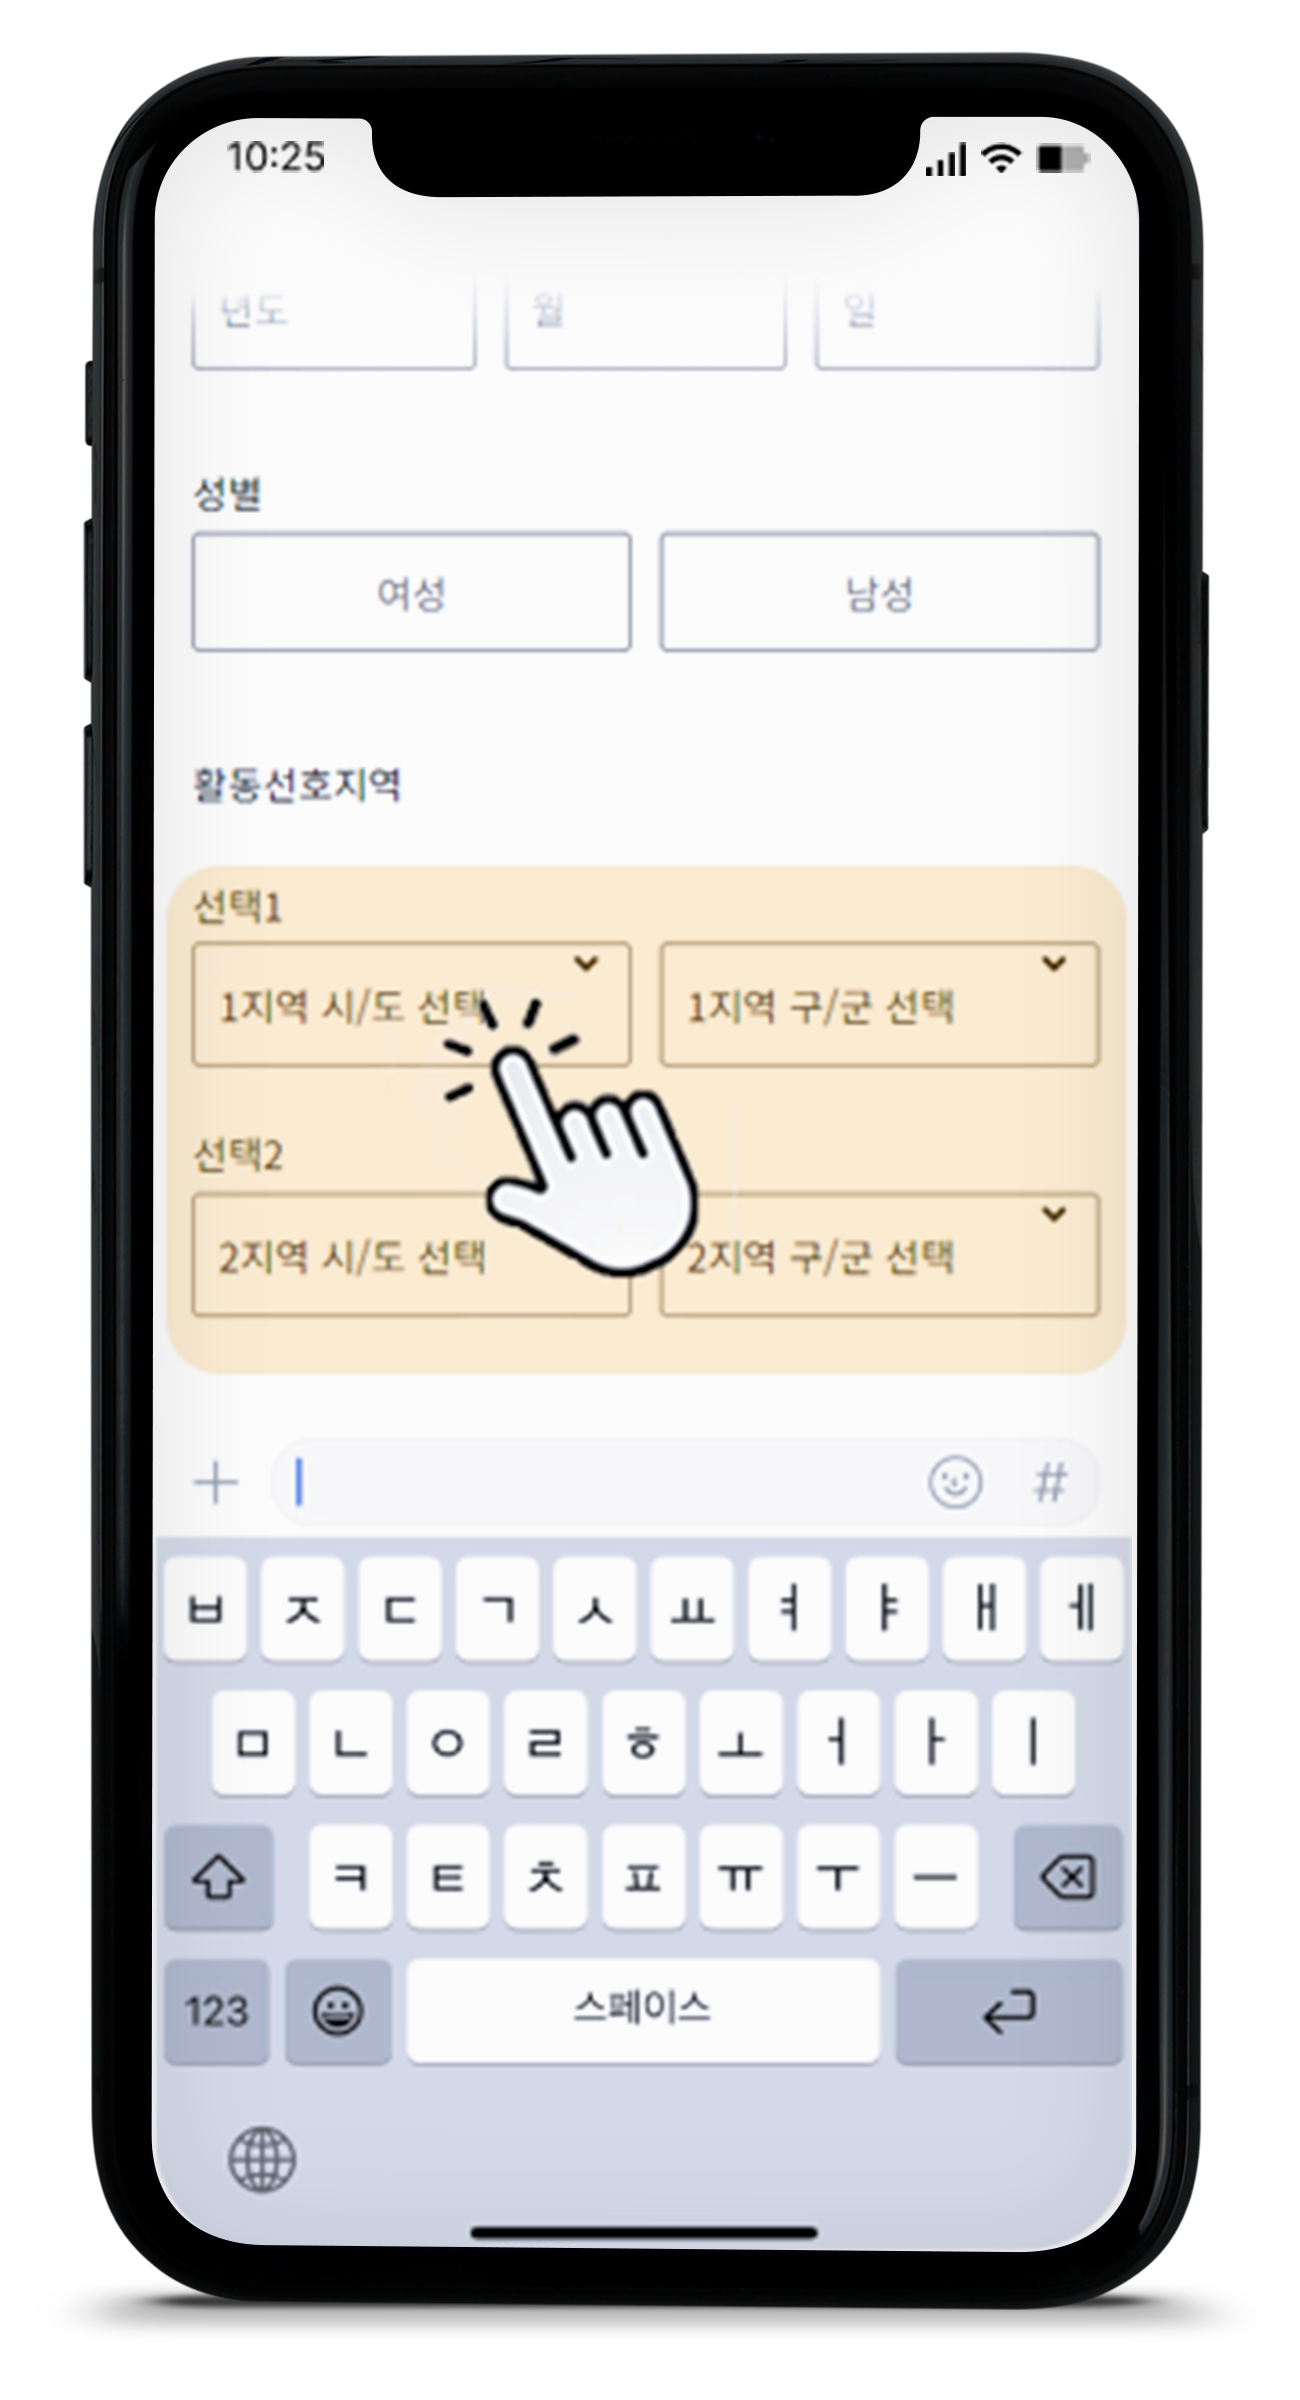 10:25
년도 월 일
성별
여성 남성
활동선호지역
선택1
1지역 시/도 선택 1지역 구/군 선택
선택2
2지역 시/도 선택 2지역 구/군 선택
#
ㅂ ㅈ ㄷ ㄱ ㅅ ㅛ ㅕ ㅑ ㅐ ㅔ
ㅁ ㄴ ㅇ ㄹ ㅎ ㅗ ㅓ ㅏ ㅣ
ㅋ ㅌ ㅊ ㅍ ㅠ ㅜ ㅡ
123 스페이스